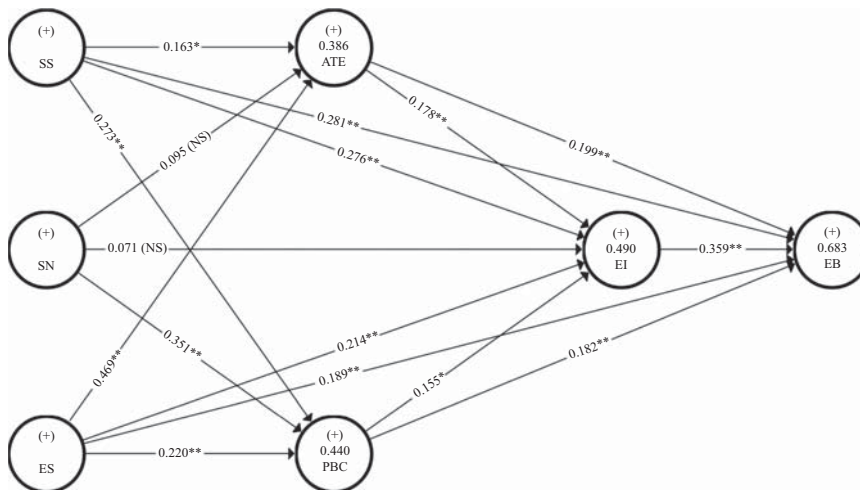 (+)
SS
(+)
0.386
ATE
0.163*
0.273**
0.095 (NS)
0.281**
0.276**
0.178**
0.199**
(+)
SN
0.071 (NS)
(+)
0.490
EI
0.359**
(+)
0.683
EB
0.351**
0.469**
0.214**
0.189**
0.155*
0.182**
(+)
ES
0.220**
(+)
0.440
PBC